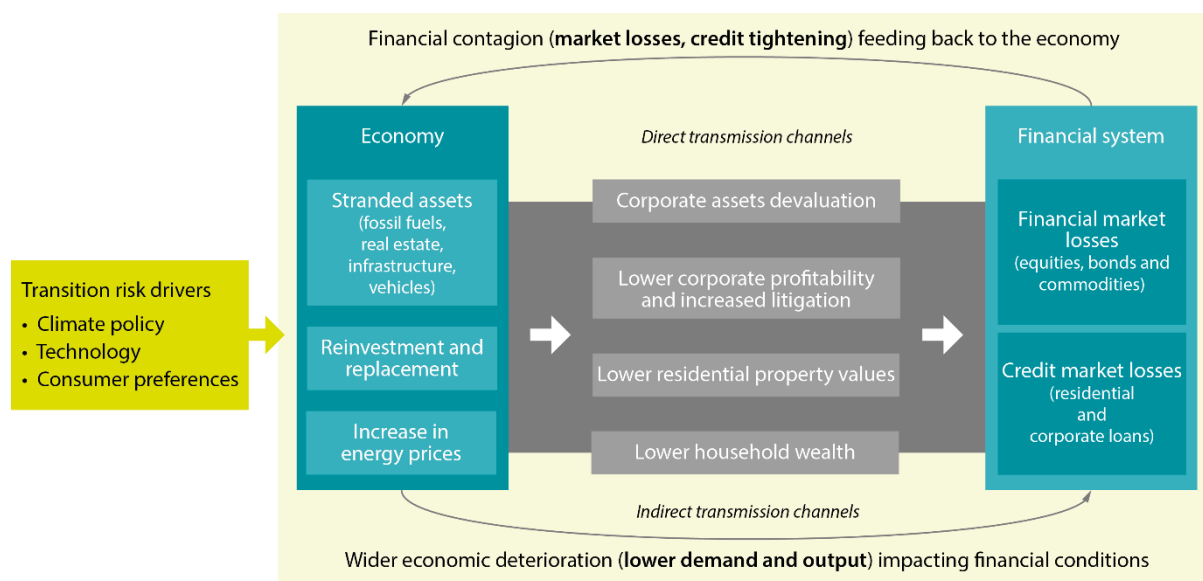 Financial contagion (market losses, credit tightening) feeding back to the economy
Transition risk drivers
• Climate policy
• Technology
• Consumer preferences
Economy
Stranded assets
(fossil fuels,
real estate,
infrastructure,
vehicles)
Reinvestment and
replacement
Increase in
energy prices
Direct transmission channels
Corporate assets devaluation
Lower corporate profitability
and increased litigation
Lower residential property values
Lower household wealth
Indirect transmission channels
Financial system
Financial market
losses
(equities, bonds and
commodities)
Credit market losses
(residential
and
corporate loans)
Wider economic deterioration (lower demand and output) impacting financial conditions